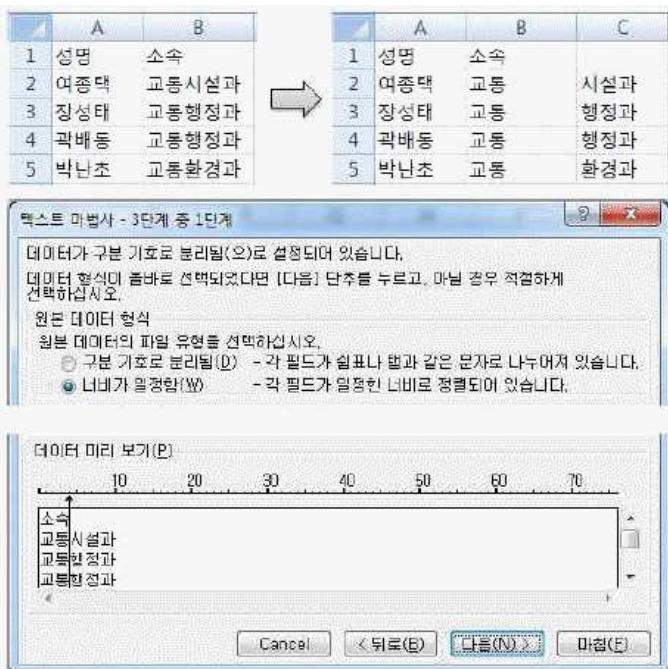 A B A B C
1 성명 소속 1 성명 소속
2 여종택 교통시설과 2 여종택 교통 시설과
3 장성태 교통행정과 3 장성태 교통 행정과
4 곽배동 교통행정과 4 곽배동 교통 행정과
5 박난초 교통환경과 5 박난초 교통 환경과
텍스트 마법사 - 3단계 중 1단계
데이터가 구분 기호로 분리됨(으)로 설정되어 있습니다.
데이터 형식이 올바로 선택되었다면 [다음] 단추를 누르고, 아닐 경우 적절하게
선택하십시오.
원본 데이터 형식
원본 데이터의 파일 유형을 선택하십시오.
구분 기호로 분리됨(D) - 각 필드가 쉼표나 탭과 같은 문자로 나누어져 있습니다.
너비가 일정함(W) - 각 필드가 일정한 너비로 정렬되어 있습니다.
데이터 미리 보기(P)
10 20 30 40 50 60 70
소속
교통시설과
교통행정과
교통행정과
Cancel < 뒤로(B) 다음(N) > 마침(F)